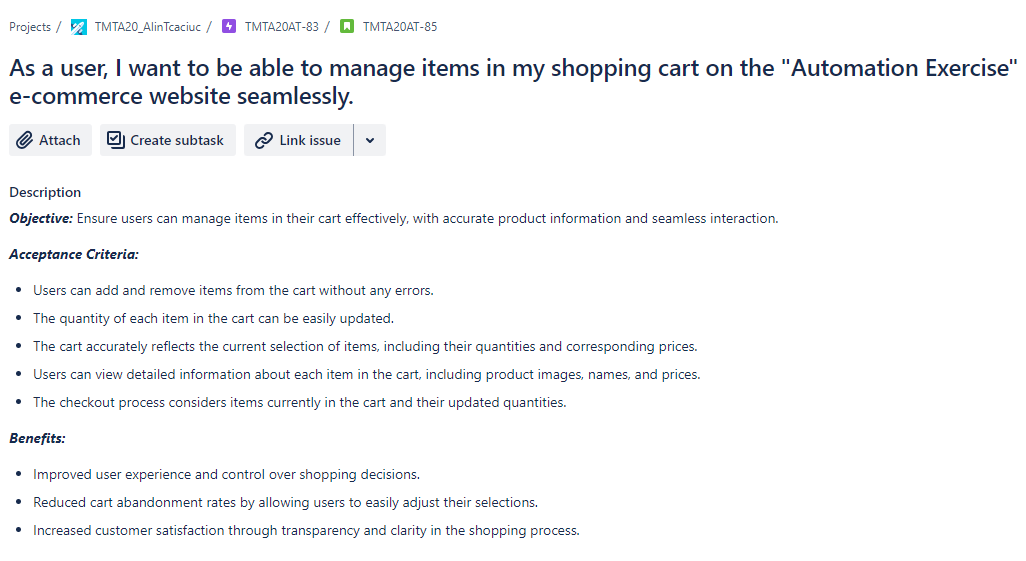 Projects / TMTA20_AlinTcaciuc / TMTA20AT-83 / TMTA20AT-85
As a user, I want to be able to manage items in my shopping cart on the "Automation Exercise"
e-commerce website seamlessly.
Attach Create subtask Link issue
Description
Objective: Ensure users can manage items in their cart effectively, with accurate product information and seamless interaction.
Acceptance Criteria:
• Users can add and remove items from the cart without any errors.
• The quantity of each item in the cart can be easily updated.
• The cart accurately reflects the current selection of items, including their quantities and corresponding prices.
• Users can view detailed information about each item in the cart, including product images, names, and prices.
• The checkout process considers items currently in the cart and their updated quantities.
Benefits:
• Improved user experience and control over shopping decisions.
• Reduced cart abandonment rates by allowing users to easily adjust their selections.
• Increased customer satisfaction through transparency and clarity in the shopping process.